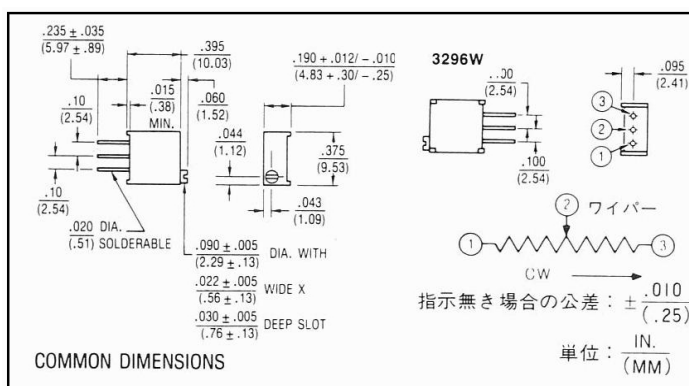 .235 ± .035
(5.97 ± .89)
.395
(10.03)
.190 + .012/ − .010
(4.83 + .30/ − .25)
3296W
.095
(2.41)
(2.54)
.10
(2.54)
.015
(.38)
MIN.
.060
(1.52)
.044
(1.12)
.375
(9.53)
.100
(2.54)
3
2
1
.10
(2.54)
.043
(1.09)
.020 DIA.
(.51) SOLDERABLE
.090 ± .005 DIA. WITH
(2.29 ± .13)
.022 ± .005 WIDE X
(.56 ± .13)
.030 ± .005 DEEP SLOT
(.76 ± .13)
2 ワイパー
1
3
CW
指示無き場合の公差: ± .010
(.25)
単位: IN.
(MM)
COMMON DIMENSIONS